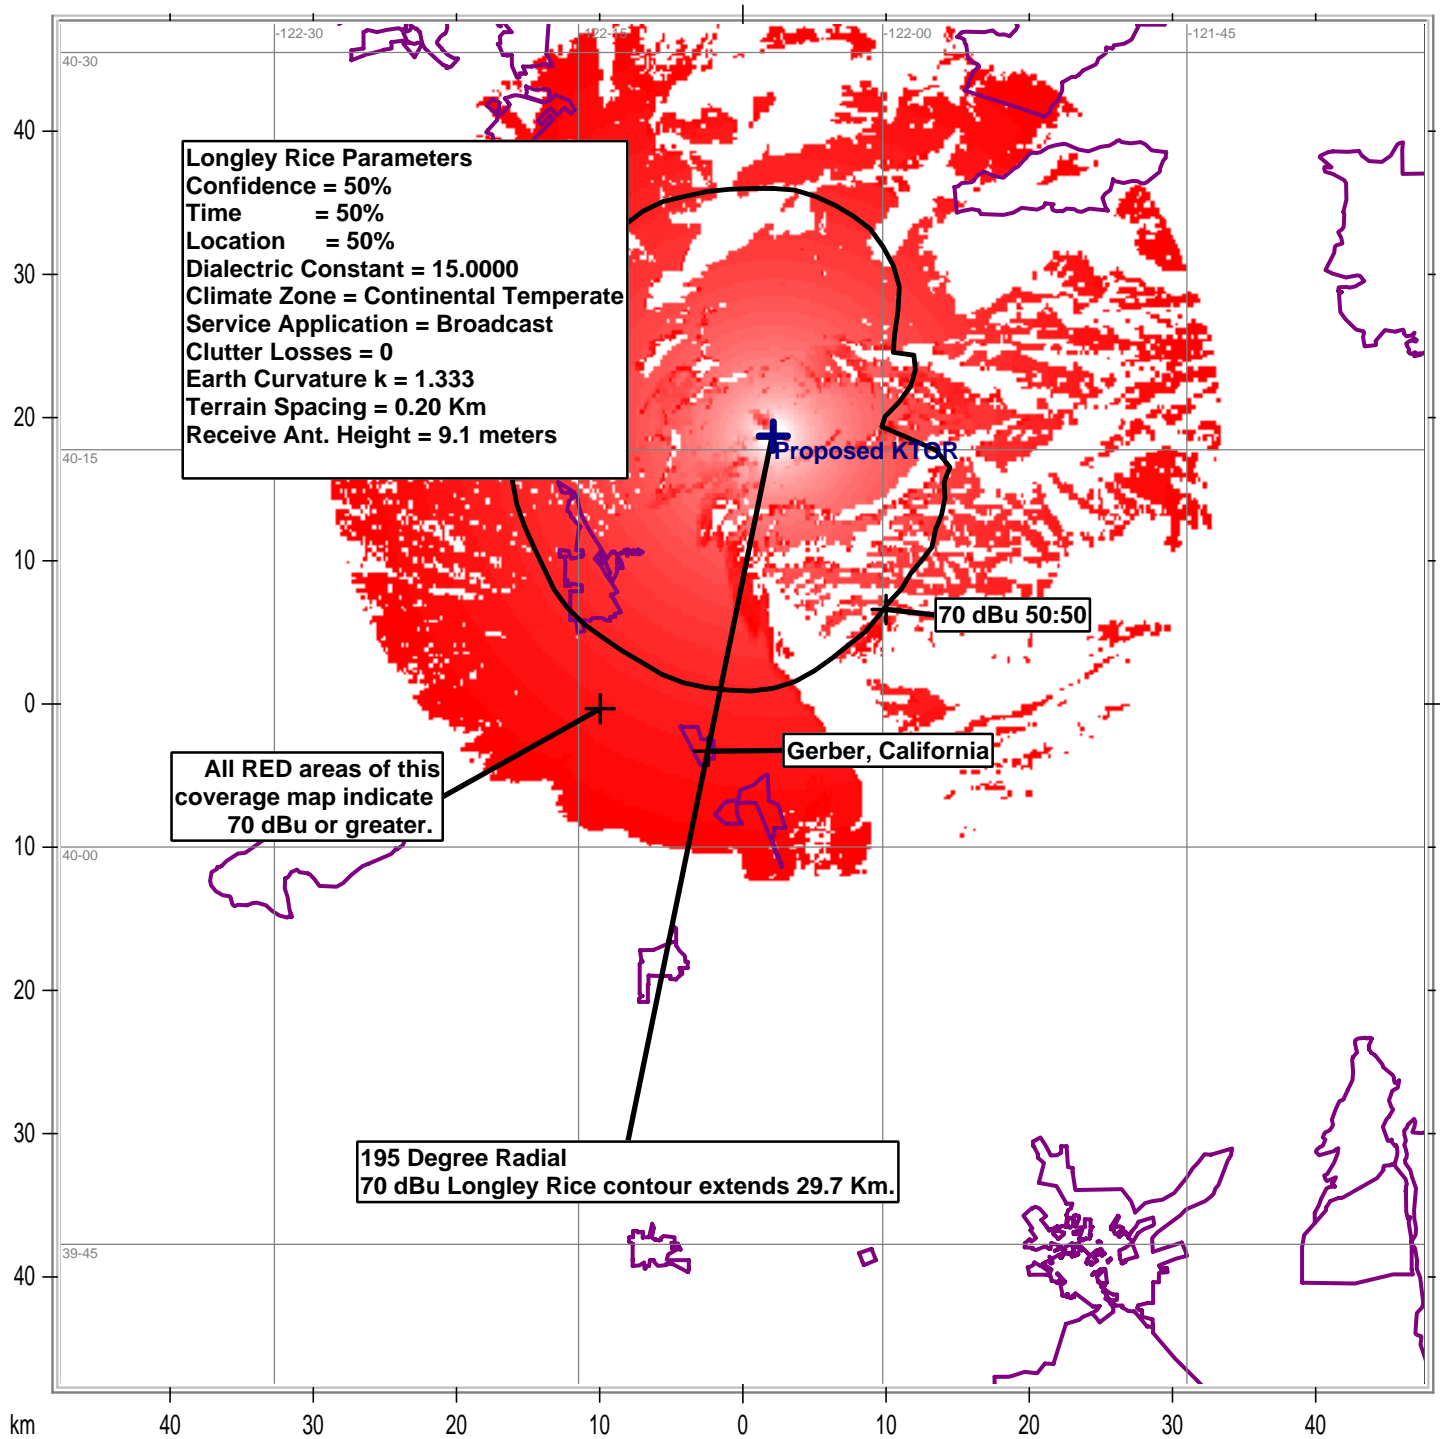 -122-30
-122-15
-122-00
-121-45
40-30
40
Longley Rice Parameters
Confidence = 50%
Time = 50%
Location = 50%
Dialectric Constant = 15.0000
Climate Zone = Continental Temperate
Service Application = Broadcast
Clutter Losses = 0
Earth Curvature k = 1.333
Terrain Spacing = 0.20 Km
Receive Ant. Height = 9.1 meters
30
20
Proposed KTOR
40-15
10
70 dBu 50:50
0
Gerber, California
All RED areas of this
coverage map indicate
70 dBu or greater.
10
40-00
20
30
195 Degree Radial
70 dBu Longley Rice contour extends 29.7 Km.
39-45
40
km 40 30 20 10 0 10 20 30 40